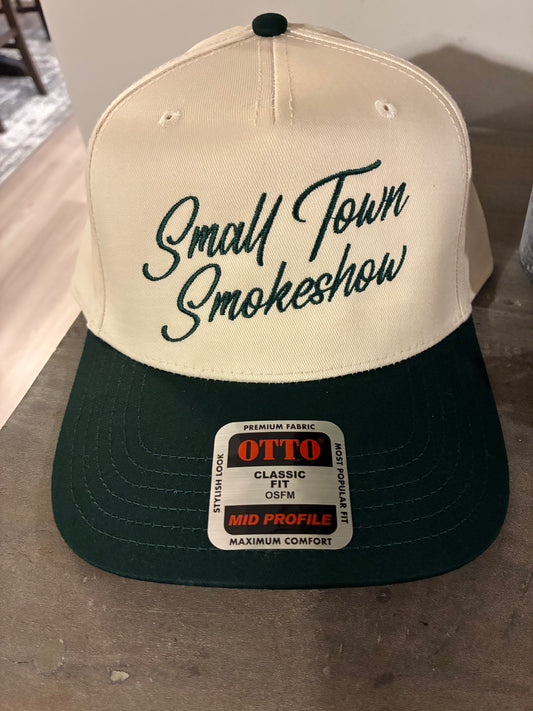 Small Town
Smokeshow
PREMIUM FABRIC
OTTO®
CLASSIC
FIT
OSFM
MID PROFILE
MAXIMUM COMFORT
STYLISH LOOK
MOST POPULAR FIT